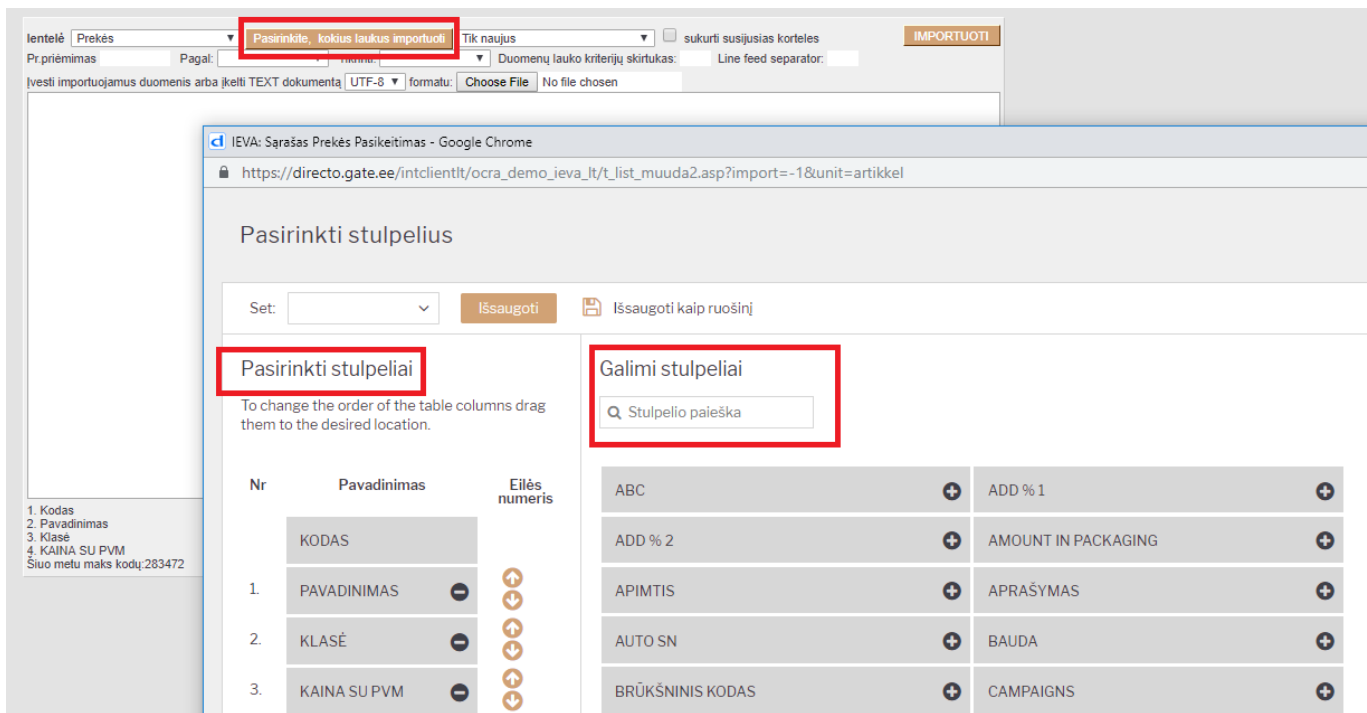 lentelė Prekės Pasirinkite, kokius laukus importuoti Tik naujus sukurti susijusias korteles IMPORTUOTI
Pr.priėmimas Pagal: Duomenų lauko kriterijų skirtukas: Line feed separator:
Įvesti importuojamus duomenis arba įkelti TEXT dokumentą UTF-8 formatu: Choose File No file chosen
IEVA: Sąrašas Prekės Pasikeitimas - Google Chrome
https://directo.gate.ee/intclientlt/ocra_demo_ieva_lt/t_list_muuda2.asp?import=-1&unit=artikkel
Pasirinkti stulpelius
Set: Išsaugoti Išsaugoti kaip ruošinį
Pasirinkti stulpeliai
To change the order of the table columns drag
them to the desired location.
Galimi stulpeliai
Stulpelio paieška
Nr Pavadinimas Eilės
numeris
KODAS
1. PAVADINIMAS
2. KLASĖ
3. KAINA SU PVM
ABC ADD % 1
ADD % 2 AMOUNT IN PACKAGING
APIMTIS APRAŠYMAS
AUTO SN BAUDA
BRŪKŠNINIS KODAS CAMPAIGNS
1. Kodas
2. Pavadinimas
3. Klasė
4. KAINA SU PVM
Šiuo metu maks kodų:283472